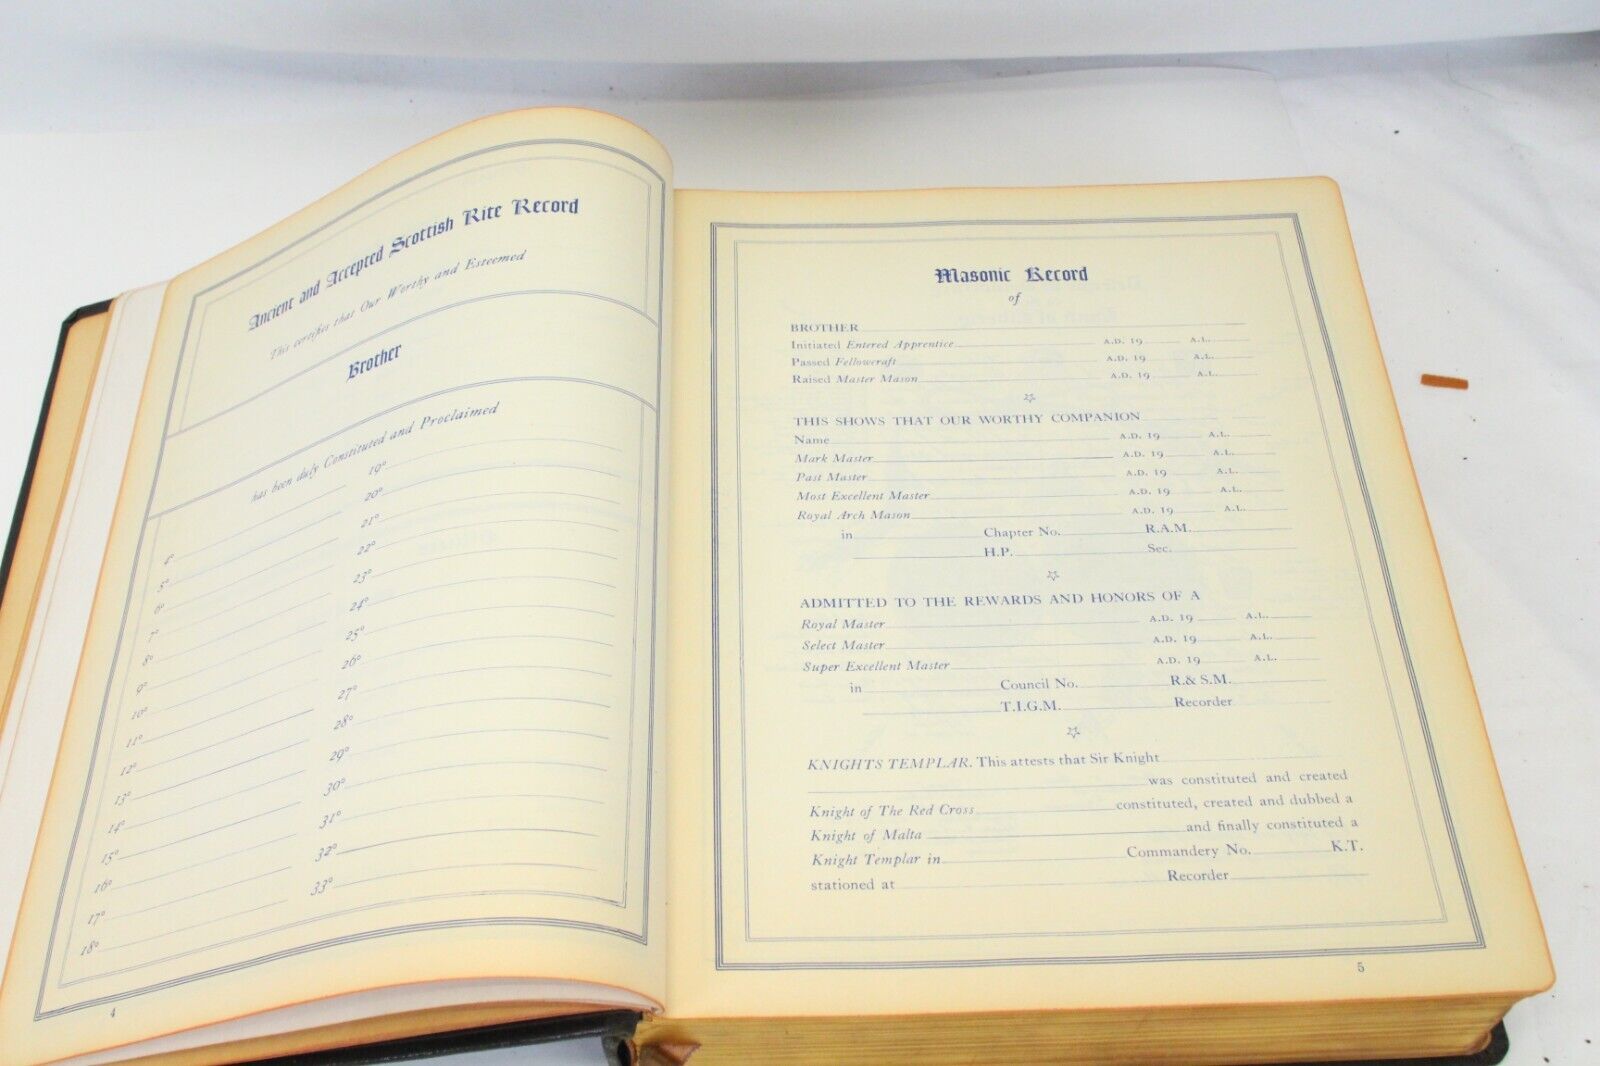 Ancient and Accepted Scottish Rite Record
This certifies that Our Worthy and Esteemed
Brother
has been duly Constituted and Proclaimed
4°
5°
6°
7°
8°
9°
10°
11°
12°
13°
14°
15°
16°
17°
18°
19°
20°
21°
22°
23°
24°
25°
26°
27°
28°
29°
30°
31°
32°
33°
4
Masonic Record
of
BROTHER
Initiated Entered Apprentice A.D. 19 A.L.
Passed Fellowcraft A.D. 19 A.L.
Raised Master Mason A.D. 19 A.L.
THIS SHOWS THAT OUR WORTHY COMPANION
Name A.D. 19 A.L.
Mark Master A.D. 19 A.L.
Past Master A.D. 19 A.L.
Most Excellent Master A.D. 19 A.L.
Royal Arch Mason A.D. 19 A.L.
in Chapter No. R.A.M.
H.P. Sec.
ADMITTED TO THE REWARDS AND HONORS OF A
Royal Master A.D. 19 A.L.
Select Master A.D. 19 A.L.
Super Excellent Master A.D. 19 A.L.
in Council No. R.& S.M.
T.I.G.M. Recorder
KNIGHTS TEMPLAR. This attests that Sir Knight
was constituted and created
Knight of The Red Cross constituted, created and dubbed a
Knight of Malta and finally constituted a
Knight Templar in Commandery No. K.T.
stationed at Recorder
5